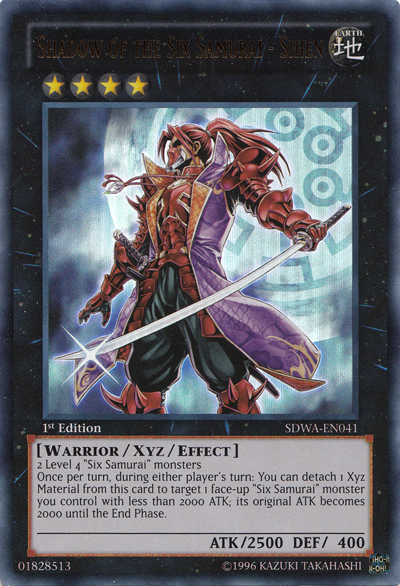 Shadow of the Six Samurai - Shien
EARTH
地
1st Edition
SDWA-EN041
[Warrior / Xyz / Effect]
2 Level 4 "Six Samurai" monsters
Once per turn, during either player's turn: You can detach 1 Xyz
Material from this card to target 1 face-up "Six Samurai" monster
you control with less than 2000 ATK; its original ATK becomes
2000 until the End Phase.
ATK/2500 DEF/ 400
01828513
©1996 KAZUKI TAKAHASHI